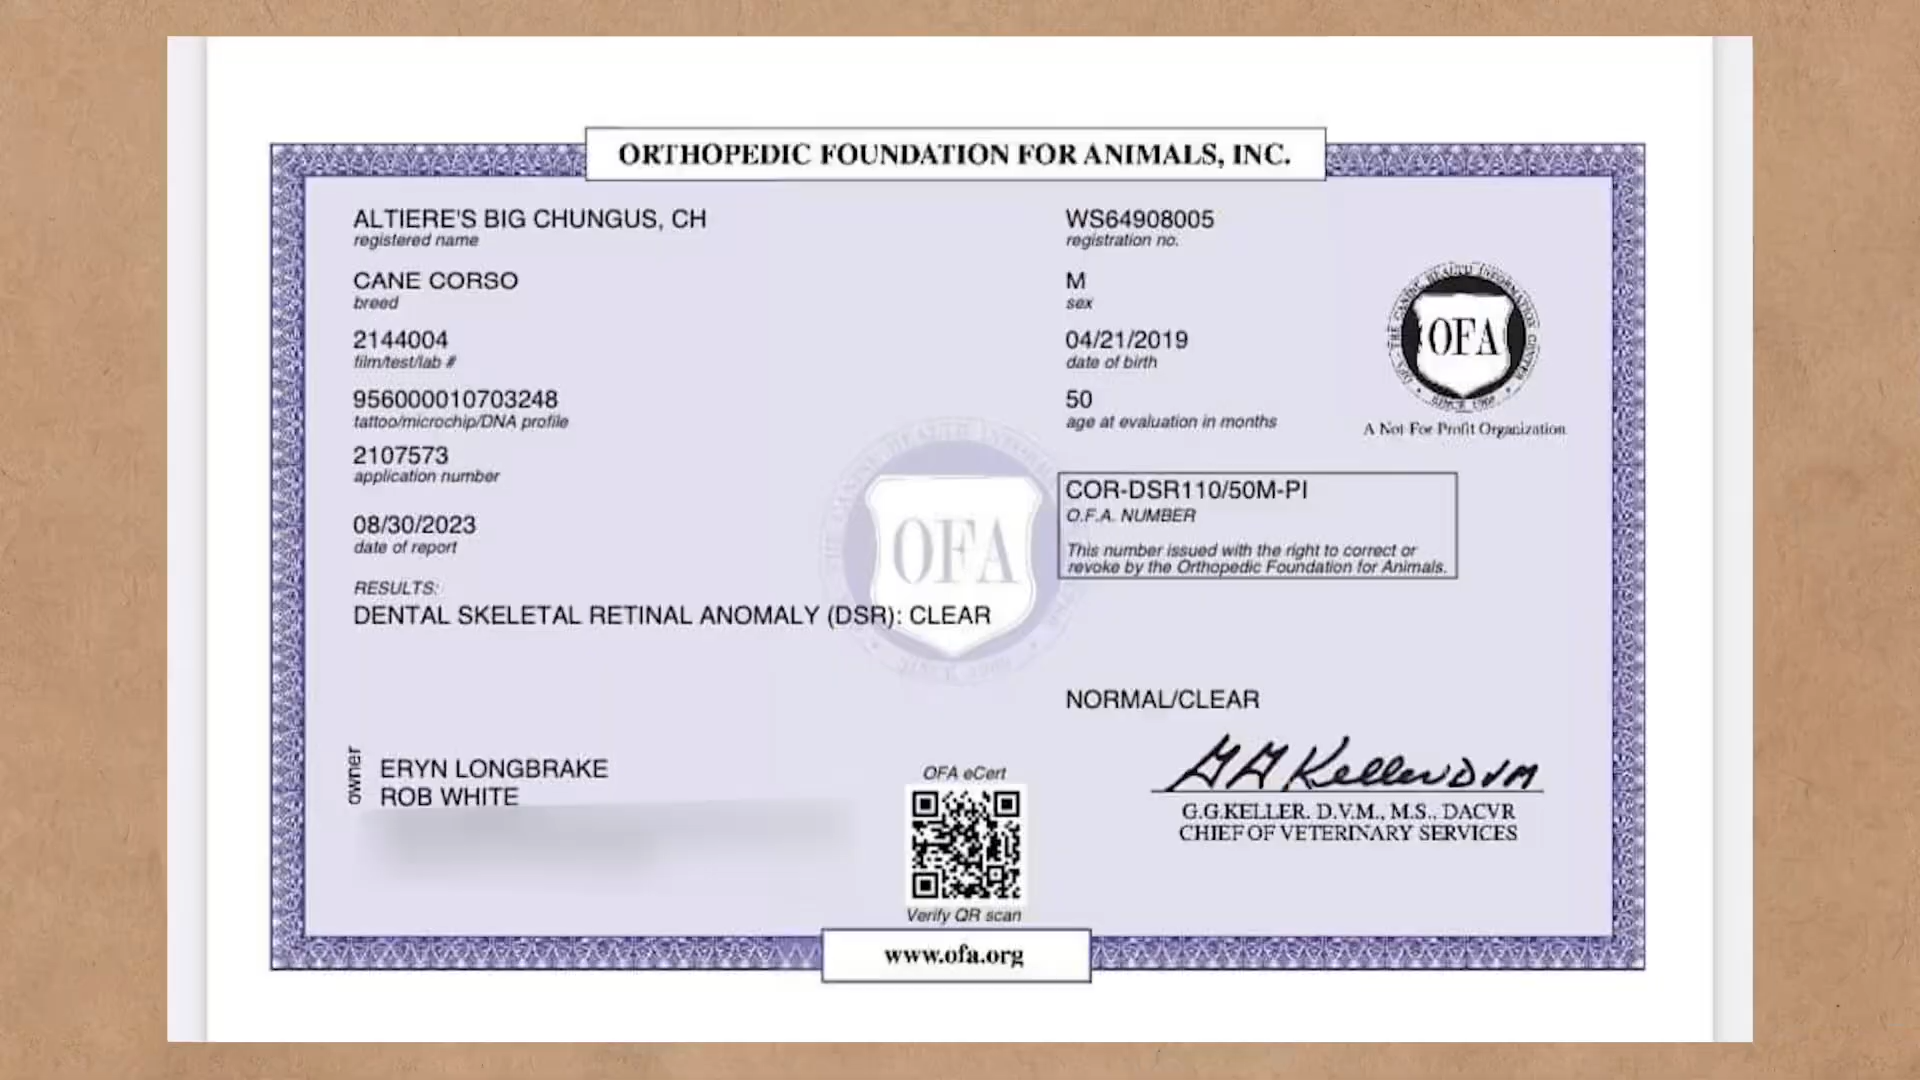 ORTHOPEDIC FOUNDATION FOR ANIMALS, INC.
ALTIERE'S BIG CHUNGUS, CH
registered name
WS64908005
registration no.
CANE CORSO
breed
M
sex
2144004
film/test/lab #
04/21/2019
date of birth
956000010703248
tattoo/microchip/DNA profile
50
age at evaluation in months
2107573
application number
08/30/2023
date of report
OFA
A Not For Profit Organization
COR-DSR110/50M-PI
O.F.A. NUMBER
This number issued with the right to correct or
revoke by the Orthopedic Foundation for Animals.
OFA
RESULTS:
DENTAL SKELETAL RETINAL ANOMALY (DSR): CLEAR
NORMAL/CLEAR
owner
ERYN LONGBRAKE
ROB WHITE
OFA eCert
Verify QR scan
GG Keller DVM
G.G.KELLER. D.V.M., M.S., DACVR
CHIEF OF VETERINARY SERVICES
www.ofa.org